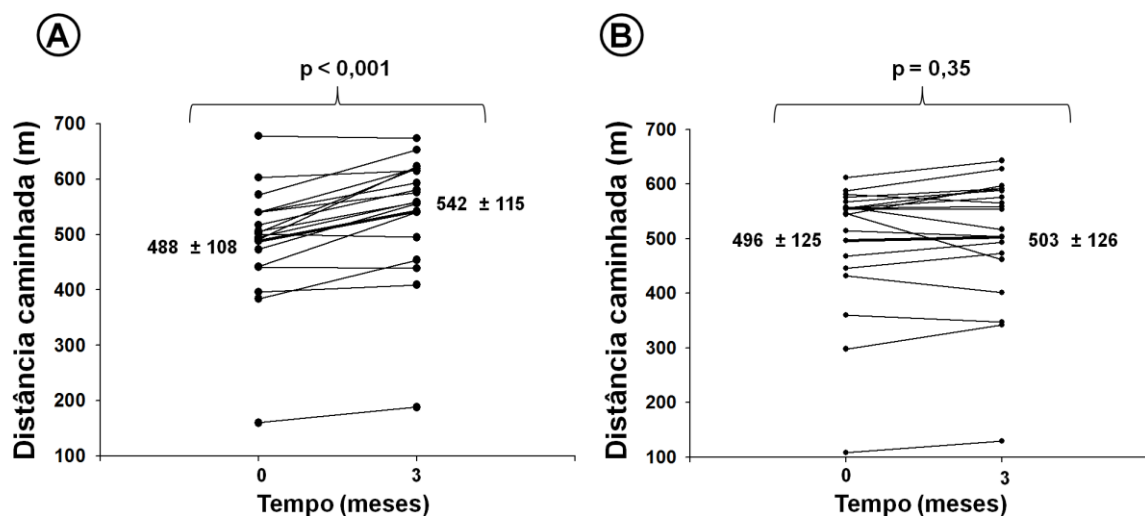 A
p < 0,001
Distância caminhada (m)
700
600
500
400
300
200
100
488 ± 108
542 ± 115
0
3
Tempo (meses)
B
p = 0,35
Distância caminhada (m)
700
600
500
400
300
200
100
496 ± 125
503 ± 126
0
3
Tempo (meses)